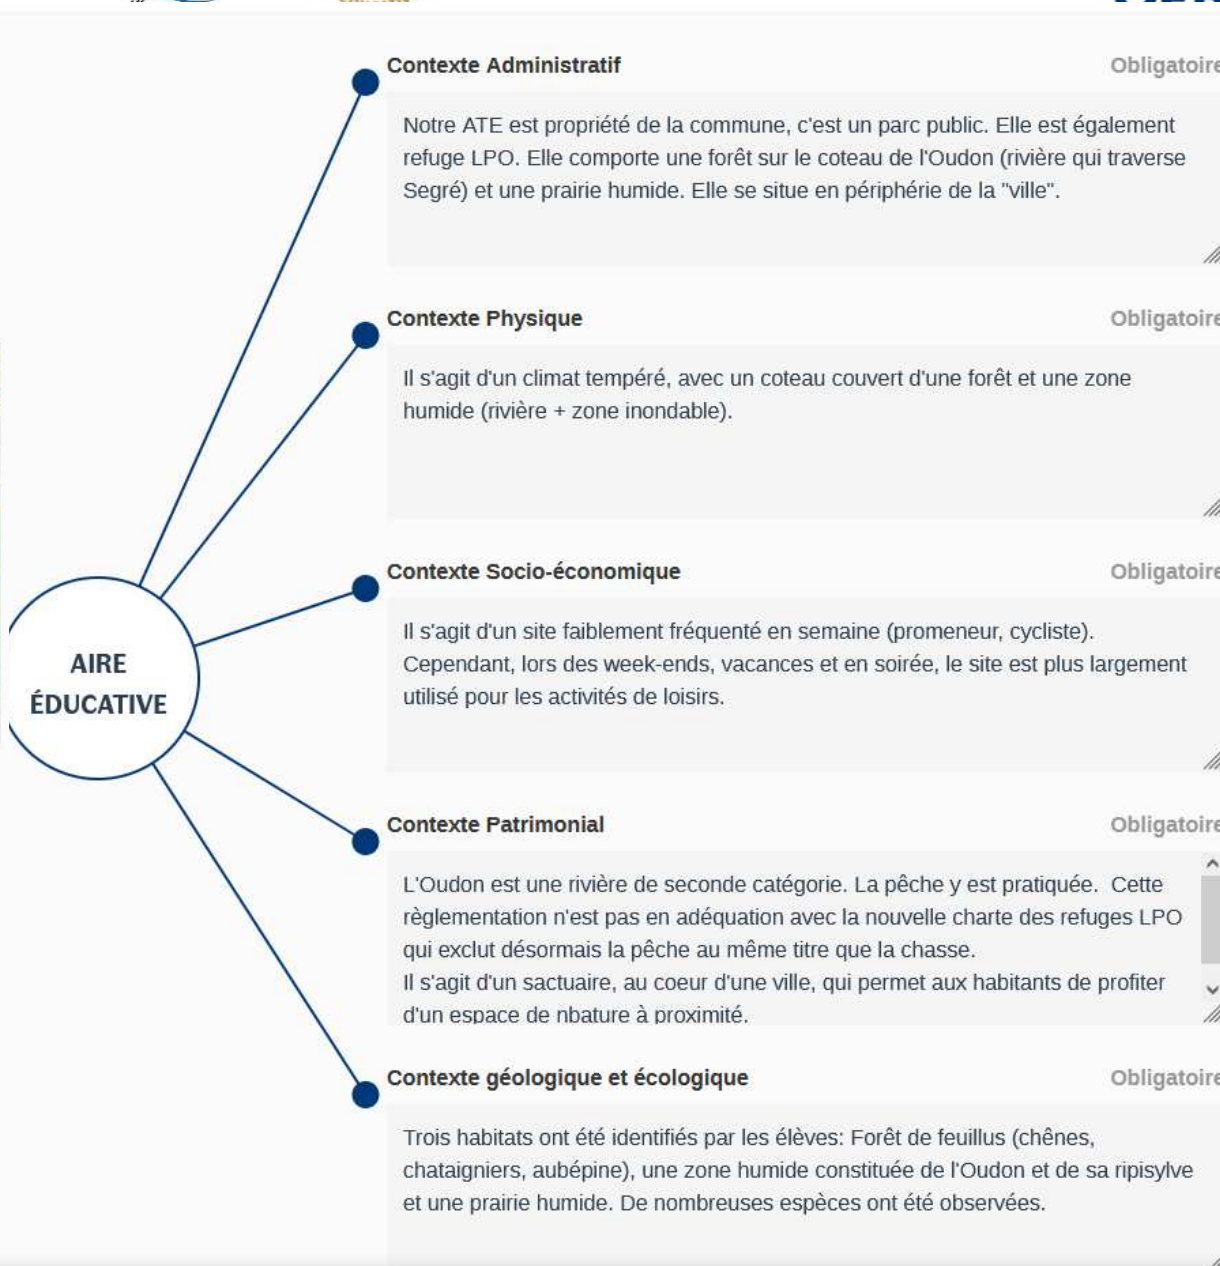 Contexte Administratif Obligatoire
Notre ATE est propriété de la commune, c'est un parc public. Elle est également
refuge LPO. Elle comporte une forêt sur le coteau de l'Oudon (rivière qui traverse
Segré) et une prairie humide. Elle se situe en périphérie de la "ville".
Contexte Physique Obligatoire
Il s'agit d'un climat tempéré, avec un coteau couvert d'une forêt et une zone
humide (rivière + zone inondable).
Contexte Socio-économique Obligatoire
Il s'agit d'un site faiblement fréquenté en semaine (promeneur, cycliste).
Cependant, lors des week-ends, vacances et en soirée, le site est plus largement
utilisé pour les activités de loisirs.
AIRE
ÉDUCATIVE
Contexte Patrimonial Obligatoire
L'Oudon est une rivière de seconde catégorie. La pêche y est pratiquée.  Cette
règlementation n'est pas en adéquation avec la nouvelle charte des refuges LPO
qui exclut désormais la pêche au même titre que la chasse.
Il s'agit d'un sactuaire, au coeur d'une ville, qui permet aux habitants de profiter
d'un espace de nbature à proximité.
Contexte géologique et écologique Obligatoire
Trois habitats ont été identifiés par les élèves: Forêt de feuillus (chênes,
chataigniers, aubépine), une zone humide constituée de l'Oudon et de sa ripisylve
et une prairie humide. De nombreuses espèces ont été observées.